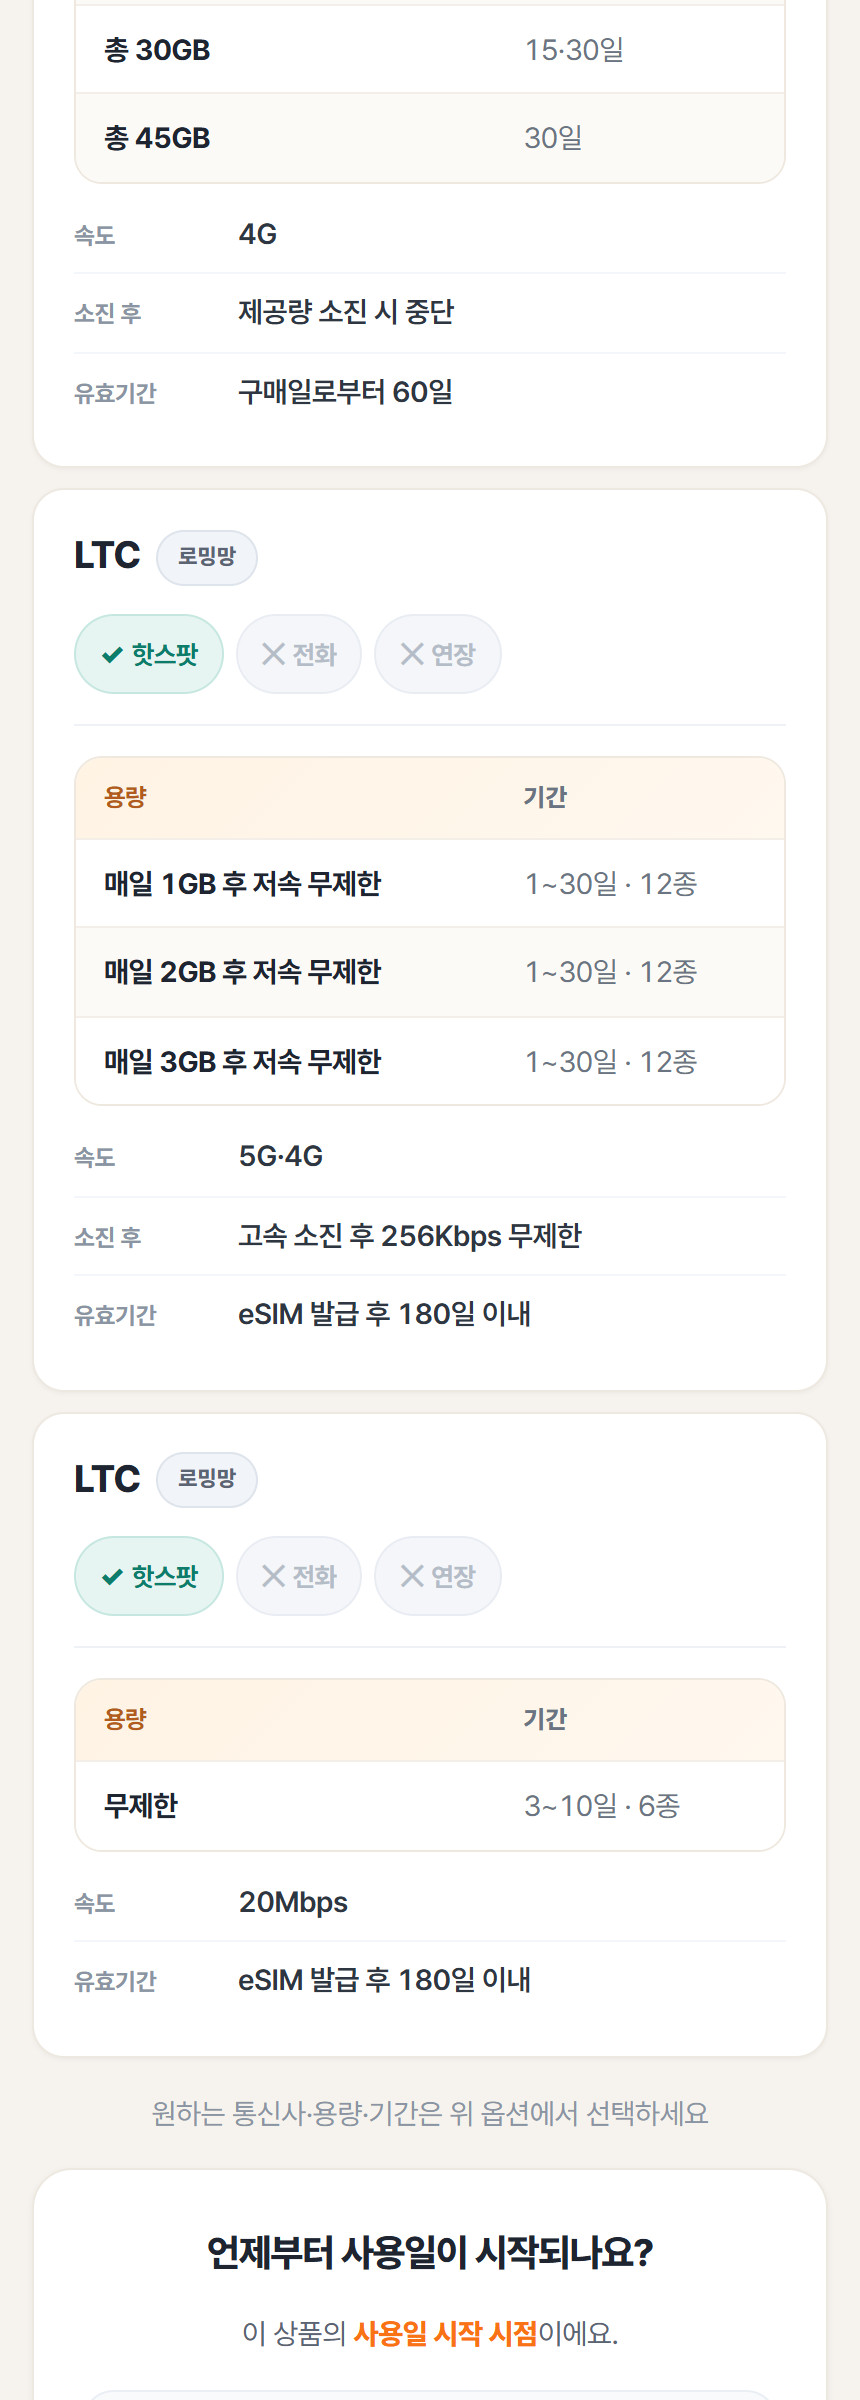 총 30GB 15·30일
총 45GB 30일
속도 4G
소진 후 제공량 소진 시 중단
유효기간 구매일로부터 60일
LTC 로밍망
✓ 핫스팟 ✕ 전화 ✕ 연장
용량 기간
매일 1GB 후 저속 무제한 1~30일 · 12종
매일 2GB 후 저속 무제한 1~30일 · 12종
매일 3GB 후 저속 무제한 1~30일 · 12종
속도 5G·4G
소진 후 고속 소진 후 256Kbps 무제한
유효기간 eSIM 발급 후 180일 이내
LTC 로밍망
✓ 핫스팟 ✕ 전화 ✕ 연장
용량 기간
무제한 3~10일 · 6종
속도 20Mbps
유효기간 eSIM 발급 후 180일 이내
원하는 통신사·용량·기간은 위 옵션에서 선택하세요
언제부터 사용일이 시작되나요?
이 상품의 사용일 시작 시점이에요.